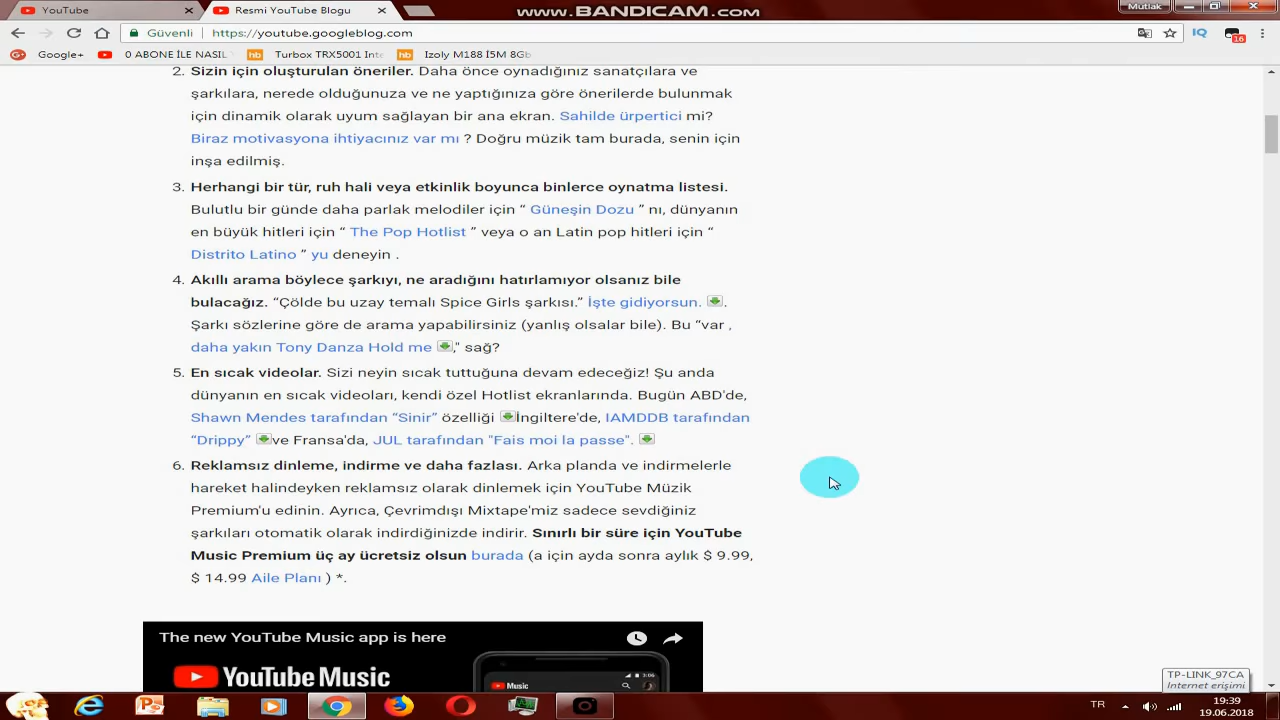 YouTube
Resmi YouTube Blogu
www.BANDICAM.com
Mutlak
Güvenli
https://youtube.googleblog.com
16
Google+
0 ABONE İLE NASIL
Turbox TRX5001 Inte
Izoly M188 I5M 8Gb
2. Sizin için oluşturulan öneriler. Daha önce oynadığınız sanatçılara ve
şarkılara, nerede olduğunuza ve ne yaptığınıza göre önerilerde bulunmak
için dinamik olarak uyum sağlayan bir ana ekran. Sahilde ürpertici mi?
Biraz motivasyona ihtiyacınız var mı ? Doğru müzik tam burada, senin için
inşa edilmiş.
3. Herhangi bir tür, ruh hali veya etkinlik boyunca binlerce oynatma listesi.
Bulutlu bir günde daha parlak melodiler için “ Güneşin Dozu ” nı, dünyanın
en büyük hitleri için “ The Pop Hotlist ” veya o an Latin pop hitleri için “
Distrito Latino ” yu deneyin .
4. Akıllı arama böylece şarkıyı, ne aradığını hatırlamıyor olsanız bile
bulacağız. “Çölde bu uzay temalı Spice Girls şarkısı.” İşte gidiyorsun. .
Şarkı sözlerine göre de arama yapabilirsiniz (yanlış olsalar bile). Bu “var ,
daha yakın Tony Danza Hold me ," sağ?
5. En sıcak videolar. Sizi neyin sıcak tuttuğuna devam edeceğiz! Şu anda
dünyanın en sıcak videoları, kendi özel Hotlist ekranlarında. Bugün ABD'de,
Shawn Mendes tarafından “Sinir” özelliği İngiltere'de, IAMDDB tarafından
“Drippy” ve Fransa'da, JUL tarafından "Fais moi la passe".
6. Reklamsız dinleme, indirme ve daha fazlası. Arka planda ve indirmelerle
hareket halindeyken reklamsız olarak dinlemek için YouTube Müzik
Premium'u edinin. Ayrıca, Çevrimdışı Mixtape'miz sadece sevdiğiniz
şarkıları otomatik olarak indirdiğinizde indirir. Sınırlı bir süre için YouTube
Music Premium üç ay ücretsiz olsun burada (a için ayda sonra aylık $ 9.99,
$ 14.99 Aile Planı ) *.
The new YouTube Music app is here
YouTube Music
3:06
Music
TP-LINK_97CA
Internet erişimi
TR
19:39
19.06.2018